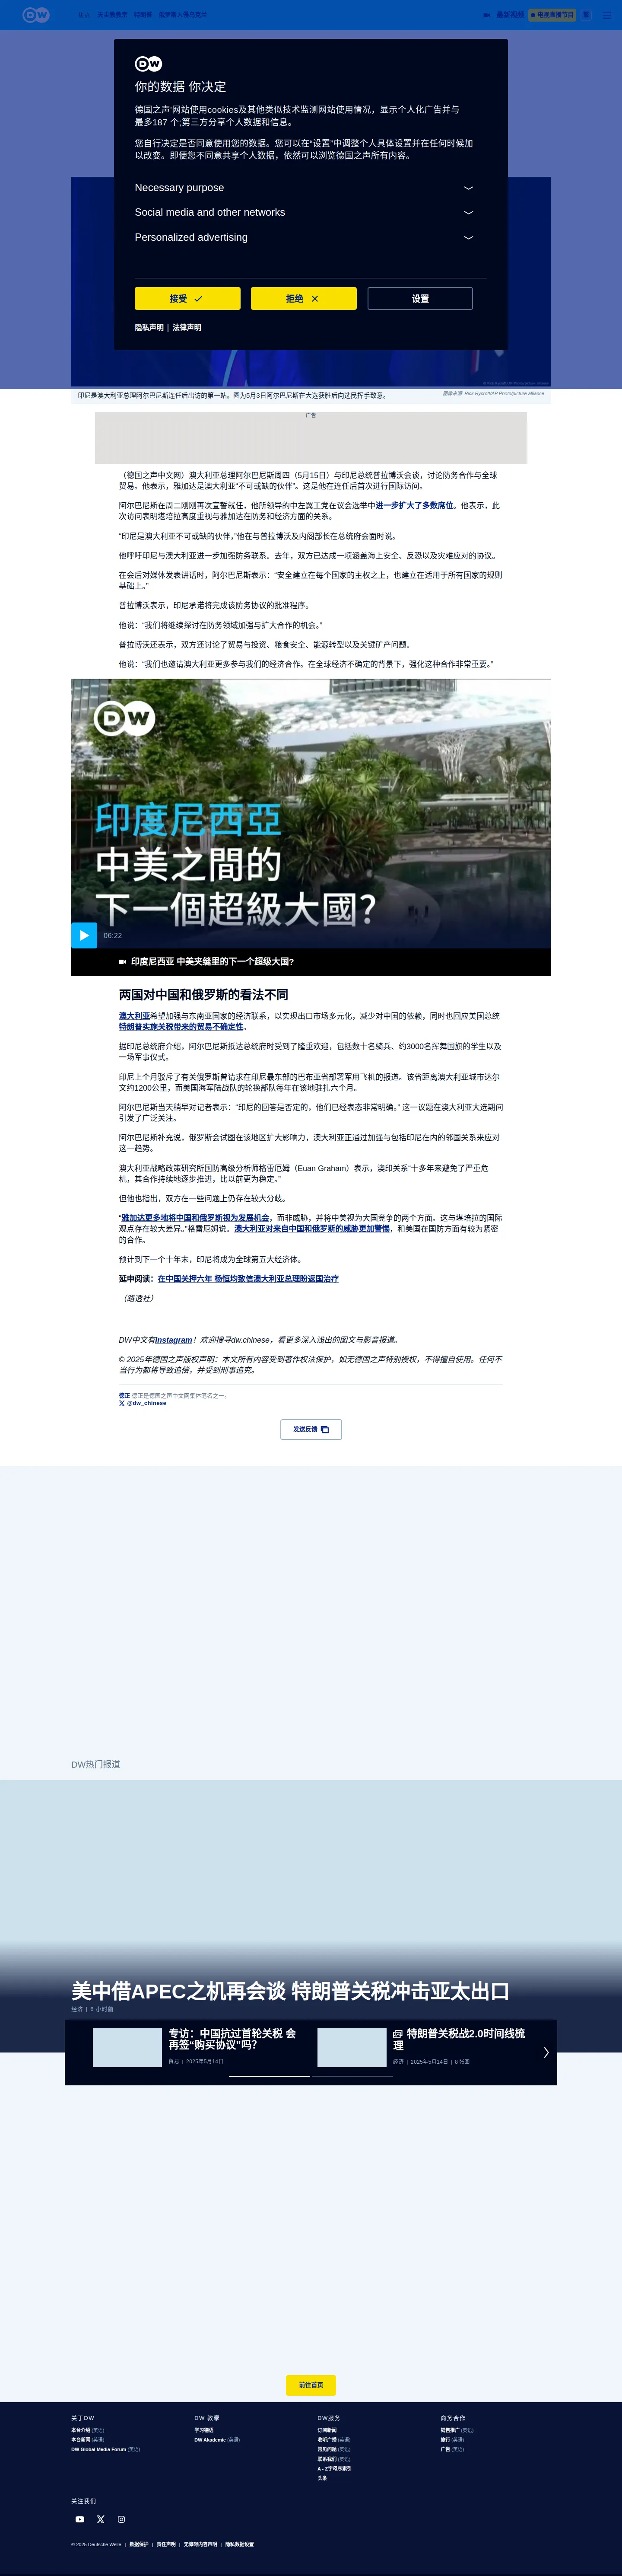 DW
焦点
最新视频
电视直播节目
繁
DW
你的数据 你决定
德国之声‘网站使用cookies及其他类似技术监测网站使用情况，显示个人化广告并与
最多187 个;第三方分享个人数据和信息。
您自行决定是否同意使用您的数据。您可以在“设置”中调整个人具体设置并在任何时候加
以改变。即便您不同意共享个人数据，依然可以浏览德国之声所有内容。
Necessary purpose
Social media and other networks
Personalized advertising
接受
拒绝
设置
隐私声明 | 法律声明
印尼是澳大利亚总理阿尔巴尼斯连任后出访的第一站。图为5月3日阿尔巴尼斯在大选获胜后向选民挥手致意。
图像来源: Rick Rycroft/AP Photo/picture alliance
广告
（德国之声中文网）澳大利亚总理阿尔巴尼斯周四（5月15日）与印尼总统普拉博沃会谈，讨论防务合作与全球
贸易。他表示，雅加达是澳大利亚“不可或缺的伙伴”。这是他在连任后首次进行国际访问。
阿尔巴尼斯在周二刚刚再次宣誓就任，他所领导的中左翼工党在议会选举中进一步扩大了多数席位。他表示，此
次访问表明堪培拉高度重视与雅加达在防务和经济方面的关系。
“印尼是澳大利亚不可或缺的伙伴，”他在与普拉博沃及内阁部长在总统府会面时说。
他呼吁印尼与澳大利亚进一步加强防务联系。去年，双方已达成一项涵盖海上安全、反恐以及灾难应对的协议。
在会后对媒体发表讲话时，阿尔巴尼斯表示：“安全建立在每个国家的主权之上，也建立在适用于所有国家的规则
基础上。”
普拉博沃表示，印尼承诺将完成该防务协议的批准程序。
他说：“我们将继续探讨在防务领域加强与扩大合作的机会。”
普拉博沃还表示，双方还讨论了贸易与投资、粮食安全、能源转型以及关键矿产问题。
他说：“我们也邀请澳大利亚更多参与我们的经济合作。在全球经济不确定的背景下，强化这种合作非常重要。”
DW
印度尼西亞
中美之間的
下一個超級大國?
06:22
印度尼西亚 中美夹缝里的下一个超级大国?
两国对中国和俄罗斯的看法不同
澳大利亚希望加强与东南亚国家的经济联系，以实现出口市场多元化，减少对中国的依赖，同时也回应美国总统
特朗普实施关税带来的贸易不确定性。
据印尼总统府介绍，阿尔巴尼斯抵达总统府时受到了隆重欢迎，包括数十名骑兵、约3000名挥舞国旗的学生以及
一场军事仪式。
印尼上个月驳斥了有关俄罗斯曾请求在印尼最东部的巴布亚省部署军用飞机的报道。该省距离澳大利亚城市达尔
文约1200公里，而美国海军陆战队的轮换部队每年在该地驻扎六个月。
阿尔巴尼斯当天稍早对记者表示：“印尼的回答是否定的，他们已经表态非常明确。” 这一议题在澳大利亚大选期间
引发了广泛关注。
阿尔巴尼斯补充说，俄罗斯会试图在该地区扩大影响力，澳大利亚正通过加强与包括印尼在内的邻国关系来应对
这一趋势。
澳大利亚战略政策研究所国防高级分析师格雷厄姆（Euan Graham）表示，澳印关系“十多年来避免了严重危
机，其合作持续地逐步推进，比以前更为稳定。”
但他也指出，双方在一些问题上仍存在较大分歧。
“雅加达更多地将中国和俄罗斯视为发展机会，而非威胁，并将中美视为大国竞争的两个方面。这与堪培拉的国际
观点存在较大差异。”格雷厄姆说。澳大利亚对来自中国和俄罗斯的威胁更加警惕，和美国在国防方面有较为紧密
的合作。
预计到下一个十年末，印尼将成为全球第五大经济体。
延申阅读：在中国关押六年 杨恒均致信澳大利亚总理盼返国治疗
（路透社）
DW中文有Instagram！欢迎搜寻dw.chinese，看更多深入浅出的图文与影音报道。
© 2025年德国之声版权声明：本文所有内容受到著作权法保护，如无德国之声特别授权，不得擅自使用。任何不
当行为都将导致追偿，并受到刑事追究。
德正 德正是德国之声中文网集体笔名之一。
@dw_chinese
发送反馈
DW热门报道
美中借APEC之机再会谈 特朗普关税冲击亚太出口
经济 | 6 小时前
专访：中国抗过首轮关税 会
再签“购买协议”吗？
贸易 | 2025年5月14日
特朗普关税战2.0时间线梳
理
经济 | 2025年5月14日 | 8 张图
前往首页
关于DW
本台介绍 (英语)
本台新闻 (英语)
DW Global Media Forum (英语)
DW 教学
学习德语
DW Akademie (英语)
DW服务
订阅新闻
收听广播 (英语)
常见问题 (英语)
联系我们 (英语)
A - Z字母序索引
头条
商务合作
销售推广 (英语)
旅行 (英语)
广告 (英语)
关注我们
© 2025 Deutsche Welle | 数据保护 | 责任声明 | 无障碍内容声明 | 隐私数据设置